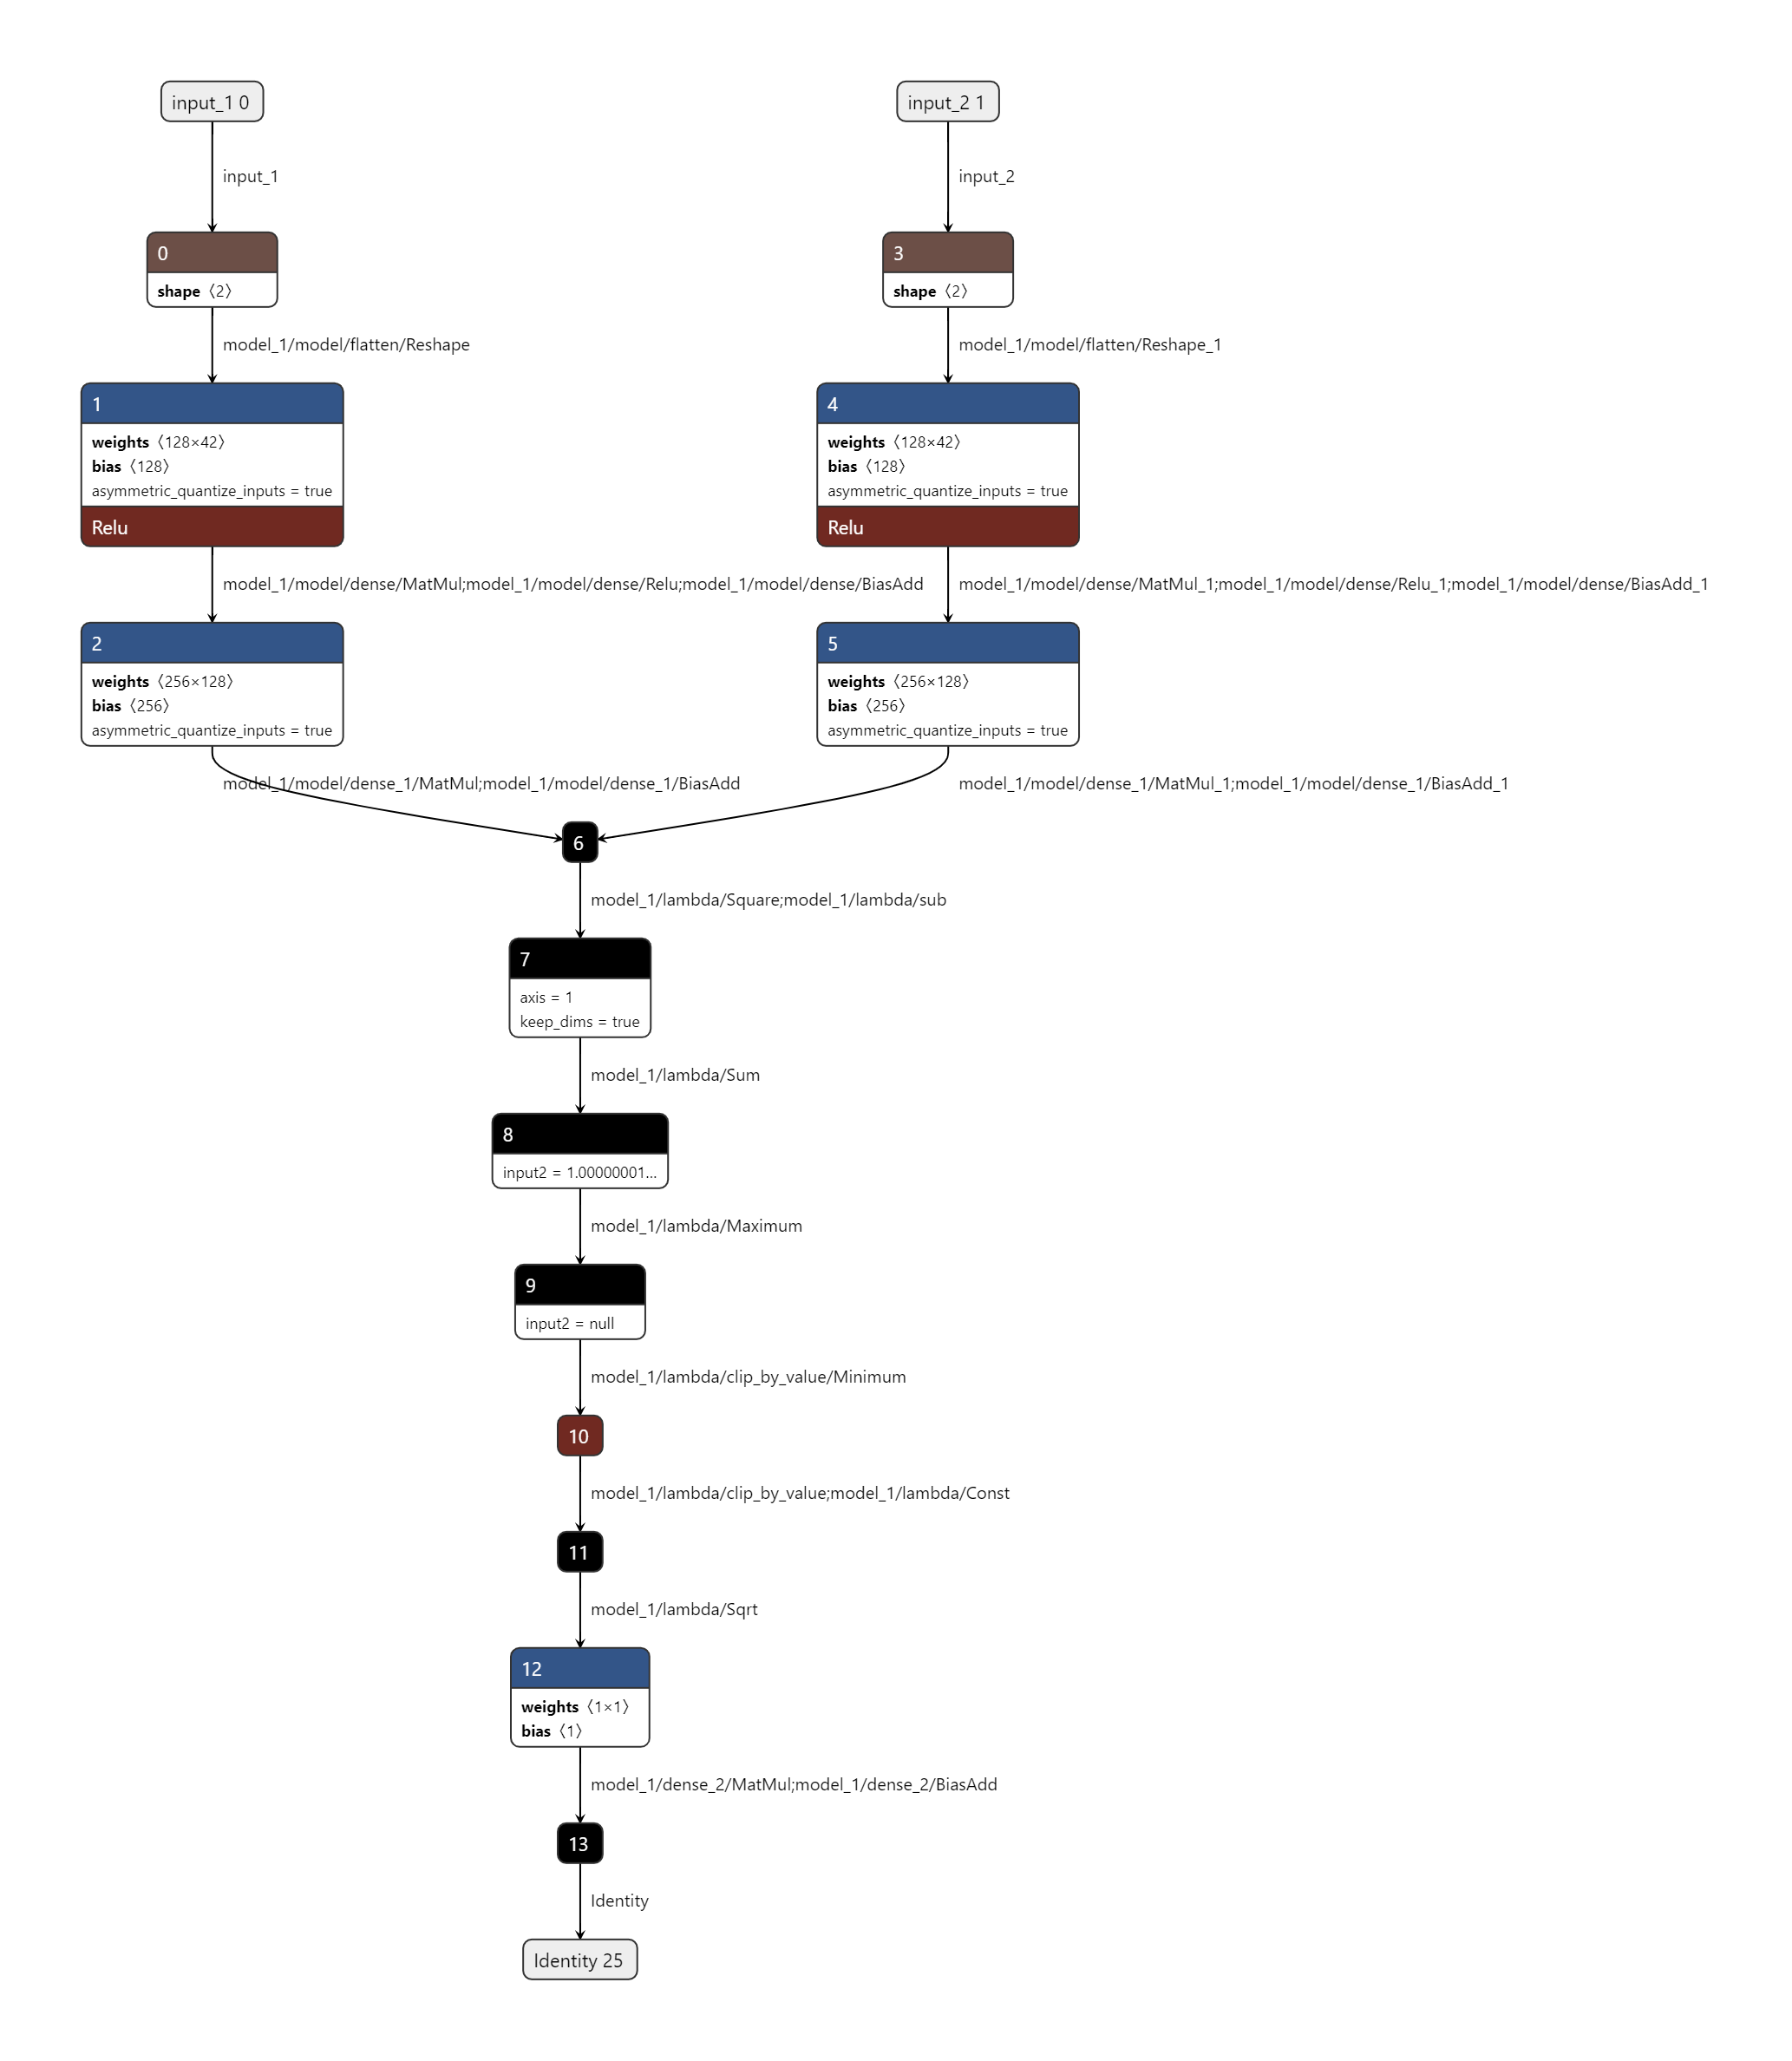 input_1 0
input_2 1
input_1
input_2
0
shape〈2〉
3
shape〈2〉
model_1/model/flatten/Reshape
model_1/model/flatten/Reshape_1
1
weights〈128×42〉
bias〈128〉
asymmetric_quantize_inputs = true
Relu
4
weights〈128×42〉
bias〈128〉
asymmetric_quantize_inputs = true
Relu
model_1/model/dense/MatMul;model_1/model/dense/Relu;model_1/model/dense/BiasAdd
model_1/model/dense/MatMul_1;model_1/model/dense/Relu_1;model_1/model/dense/BiasAdd_1
2
weights〈256×128〉
bias〈256〉
asymmetric_quantize_inputs = true
5
weights〈256×128〉
bias〈256〉
asymmetric_quantize_inputs = true
model_1/model/dense_1/MatMul;model_1/model/dense_1/BiasAdd
model_1/model/dense_1/MatMul_1;model_1/model/dense_1/BiasAdd_1
6
model_1/lambda/Square;model_1/lambda/sub
7
axis = 1
keep_dims = true
model_1/lambda/Sum
8
input2 = 1.00000001…
model_1/lambda/Maximum
9
input2 = null
model_1/lambda/clip_by_value/Minimum
10
model_1/lambda/clip_by_value;model_1/lambda/Const
11
model_1/lambda/Sqrt
12
weights〈1×1〉
bias〈1〉
model_1/dense_2/MatMul;model_1/dense_2/BiasAdd
13
Identity
Identity 25